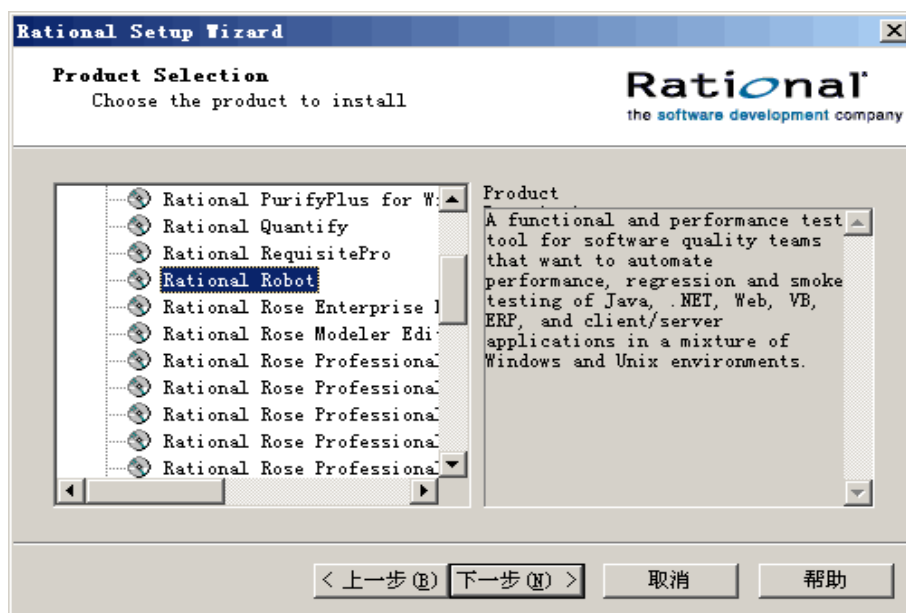 Rational Setup Wizard
Product Selection
Choose the product to install
Rational
the software development company
Rational PurifyPlus for W
Rational Quantify
Rational RequisitePro
Rational Robot
Rational Rose Enterprise
Rational Rose Modeler Edi
Rational Rose Professional
Rational Rose Professional
Rational Rose Professional
Rational Rose Professional
Rational Rose Professional
Product
A functional and performance test
tool for software quality teams
that want to automate
performance, regression and smoke
testing of Java, .NET, Web, VB,
ERP, and client/server
applications in a mixture of
Windows and Unix environments.
< 上一步(B)
下一步(N) >
取消
帮助